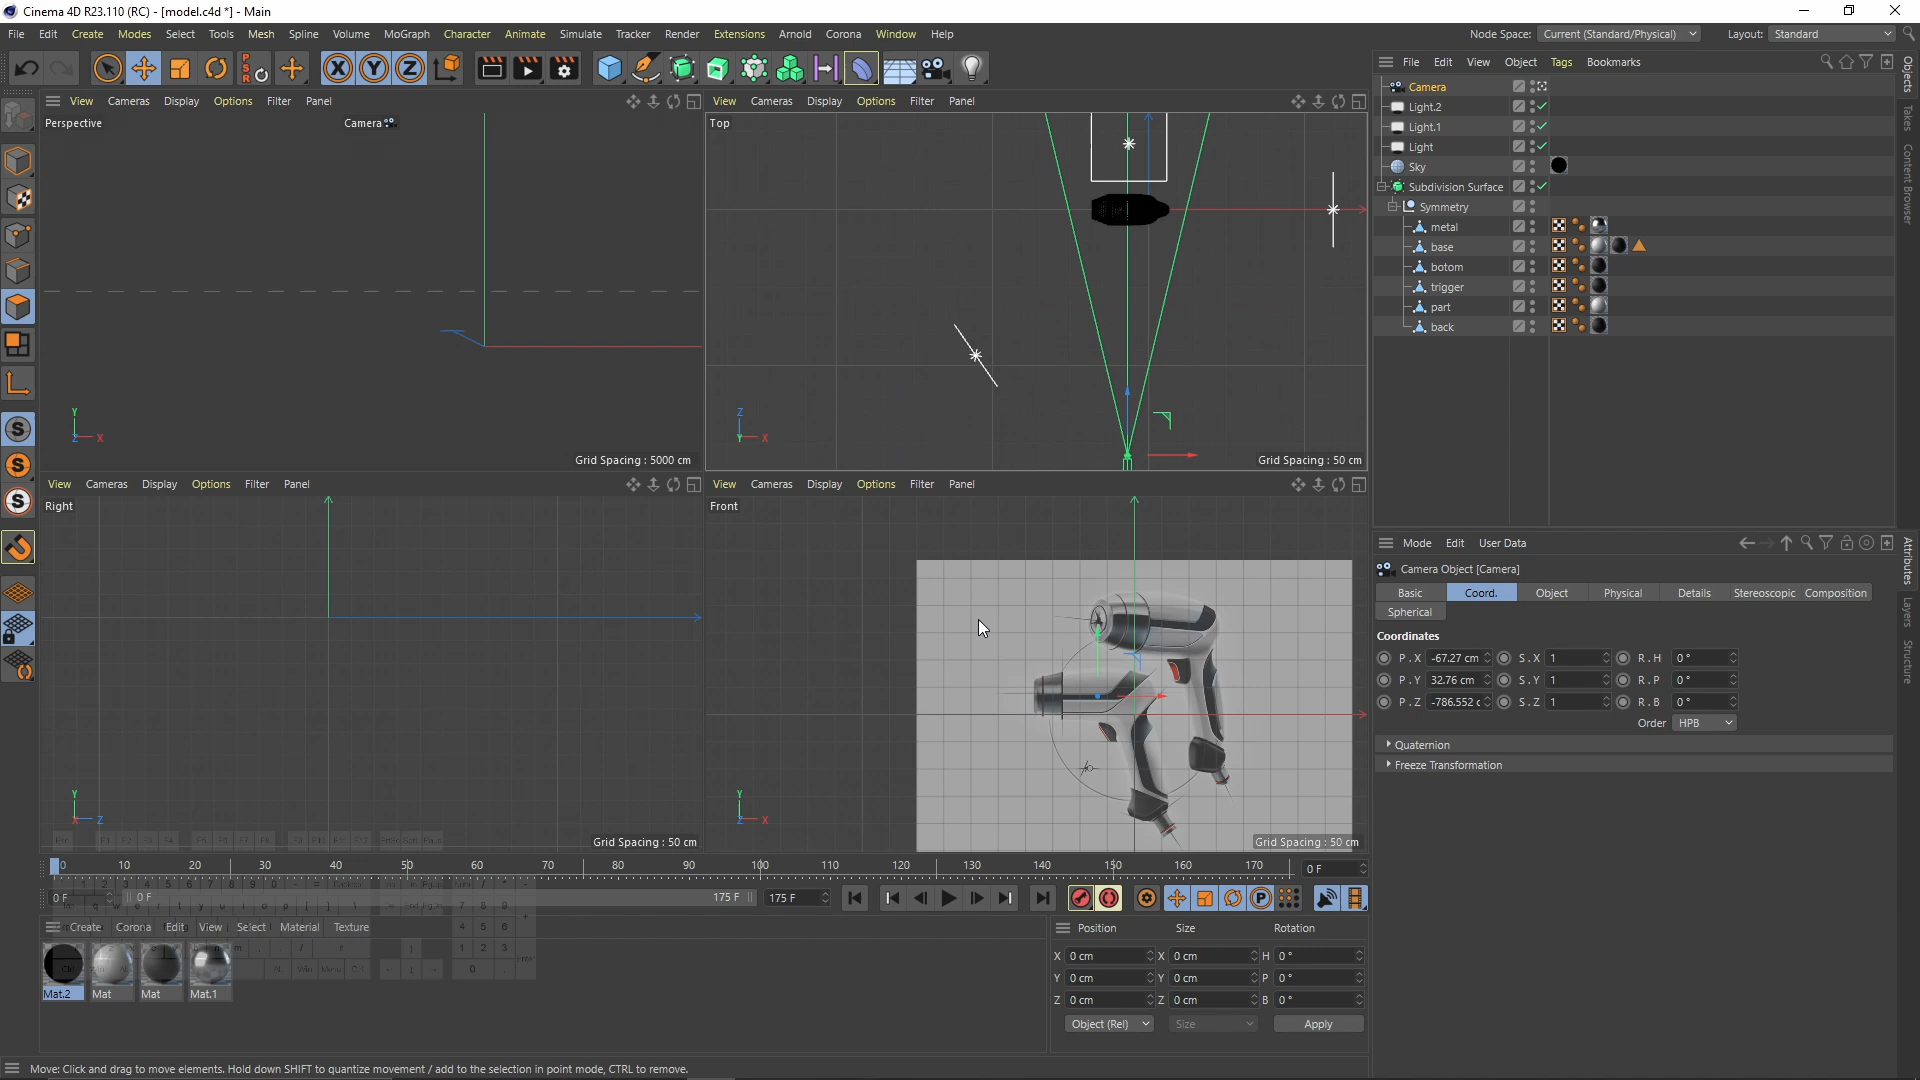 Cinema 4D R23.110 (RC) - [model.c4d *] - Main
File Edit Create Modes Select Tools Mesh Spline Volume MoGraph Character Animate Simulate Tracker Render Extensions Arnold Corona Window Help
Node Space: Current (Standard/Physical) Layout: Standard
PSR X Y Z
File Edit View Object Tags Bookmarks
View Cameras Display Options Filter Panel
View Cameras Display Options Filter Panel
Perspective Camera
Top
Grid Spacing : 5000 cm
Grid Spacing : 50 cm
Y
Z X
Z
Y X
View Cameras Display Options Filter Panel
View Cameras Display Options Filter Panel
Right
Front
Grid Spacing : 50 cm
Grid Spacing : 50 cm
Y
X Z
Y
Z X
Camera
Light.2
Light.1
Light
Sky
Subdivision Surface
Symmetry
metal
base
botom
trigger
part
back
Objects
Takes
Content Browser
Attributes
Layers
Structure
Mode Edit User Data
Camera Object [Camera]
Basic Coord. Object Physical Details Stereoscopic Composition
Spherical
Coordinates
P . X -67.27 cm S . X 1 R . H 0 °
P . Y 32.76 cm S . Y 1 R . P 0 °
P . Z -786.552 c S . Z 1 R . B 0 °
Order HPB
Quaternion
Freeze Transformation
0 10 20 30 40 50 60 70 80 90 100 110 120 130 140 150 160 170 0 F
0 F 0 F 175 F 175 F
Create Corona Edit View Select Material Texture
Mat.2 Mat Mat Mat.1
Position Size Rotation
X 0 cm X 0 cm H 0 °
Y 0 cm Y 0 cm P 0 °
Z 0 cm Z 0 cm B 0 °
Object (Rel) Size Apply
Move: Click and drag to move elements. Hold down SHIFT to quantize movement / add to the selection in point mode, CTRL to remove.